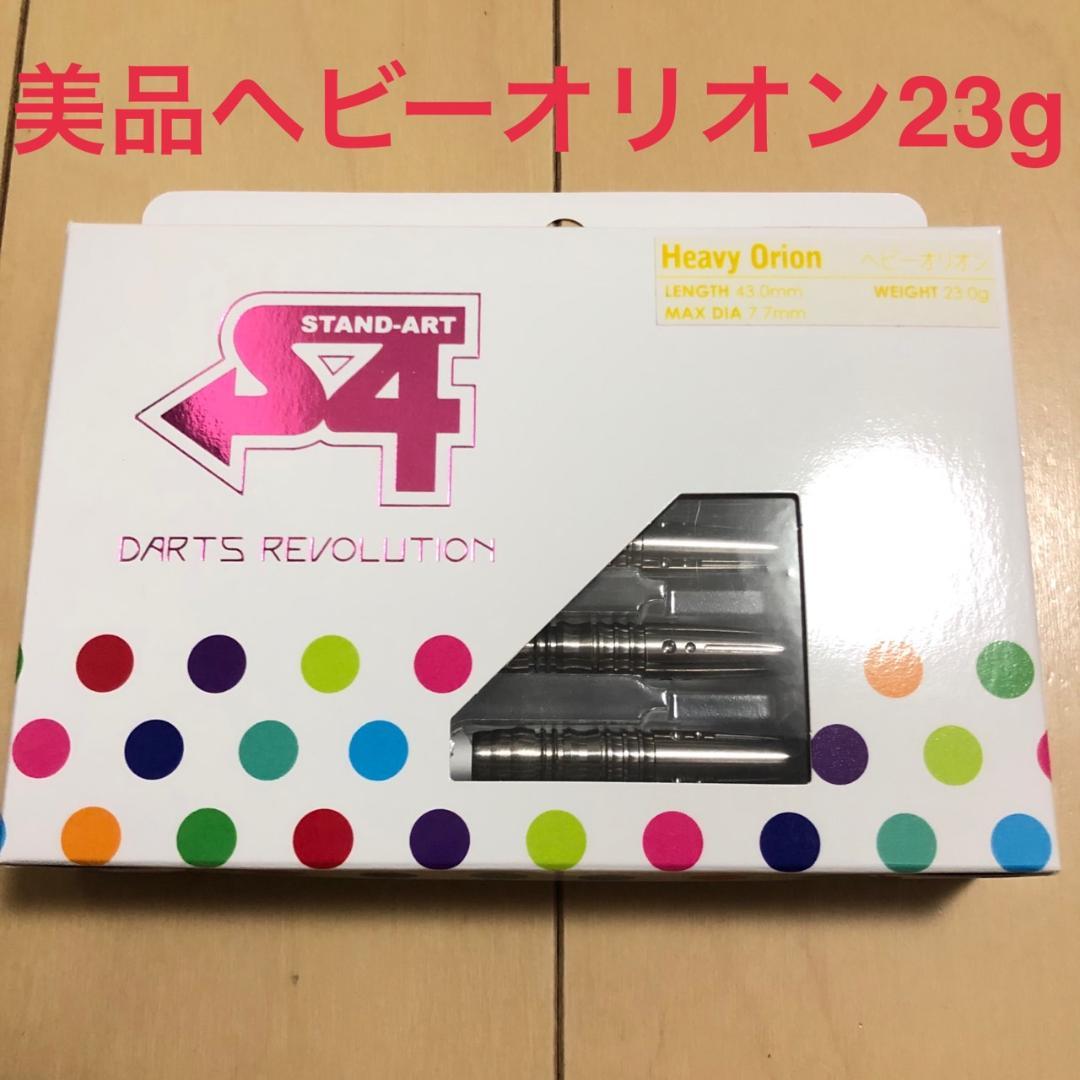 美品ヘビーオリオン23g
Heavy Orion ヘビーオリオン
LENGTH 43.0mm WEIGHT 23.0g
MAX DIA 7.7mm
STAND-ART
S4
DARTS REVOLUTION